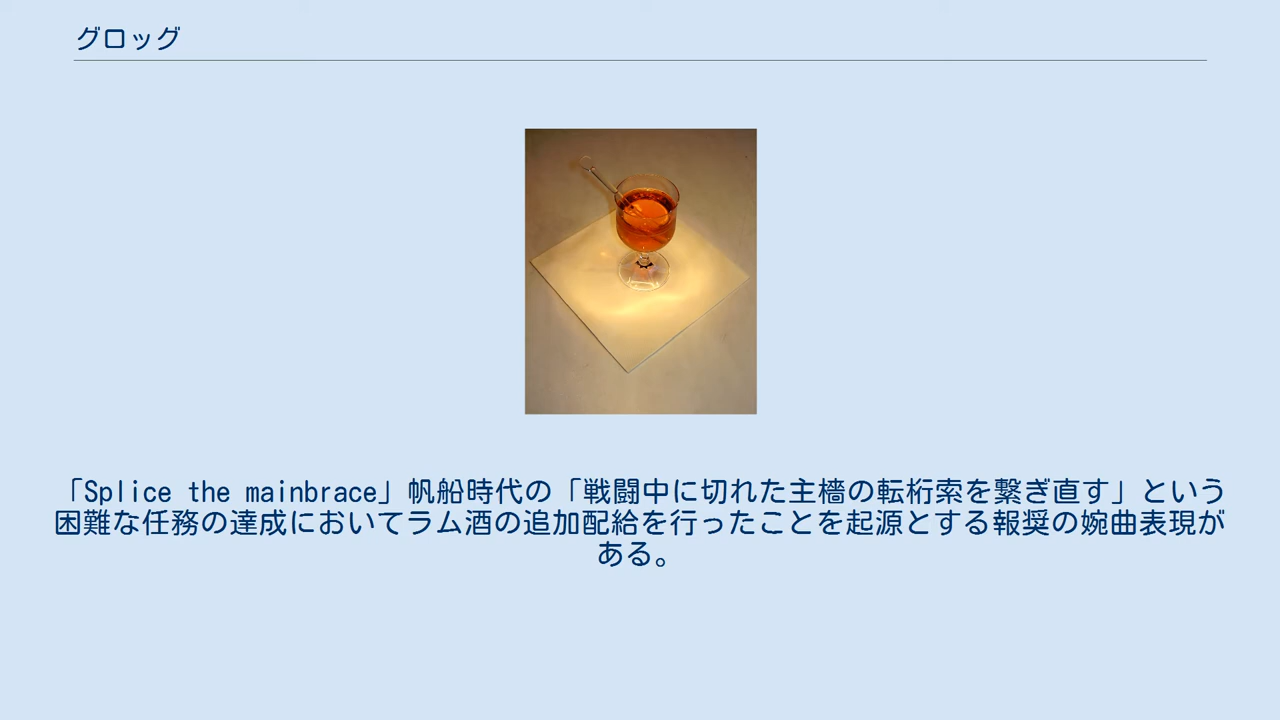 グロッグ
「Splice the mainbrace」帆船時代の「戦闘中に切れた主檣の転桁索を繋ぎ直す」という
困難な任務の達成においてラム酒の追加配給を行ったことを起源とする報奨の婉曲表現が
ある。